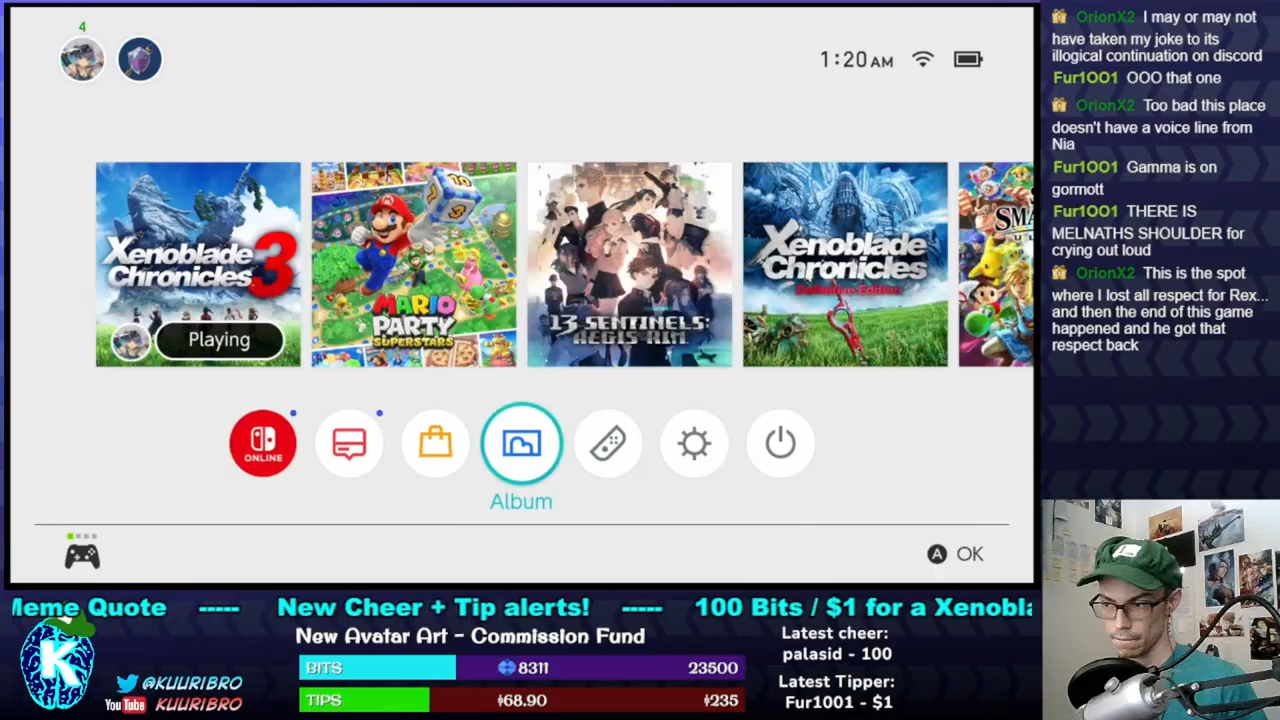 4
1:20 AM
Xenoblade
Chronicles 3
Playing
MARIO
PARTY
SUPERSTARS
13 SENTINELS:
AEGIS RIM
Xenoblade
Chronicles
Definitive Edition
SMA
ONLINE
Album
A OK
OrionX2 I may or may not
have taken my joke to its
illogical continuation on discord
Fur1001 OOO that one
OrionX2 Too bad this place
doesn't have a voice line from
Nia
Fur1001 Gamma is on
gormott
Fur1001 THERE IS
MELNATHS SHOULDER for
crying out loud
OrionX2 This is the spot
where I lost all respect for Rex...
and then the end of this game
happened and he got that
respect back
Meme Quote ----- New Cheer + Tip alerts! ----- 100 Bits / $1 for a Xenobla
K
@KUURIBRO
YouTube KUURIBRO
New Avatar Art - Commission Fund
BITS 8311 23500
TIPS $68.90 $235
Latest cheer:
palasid - 100
Latest Tipper:
Fur1001 - $1